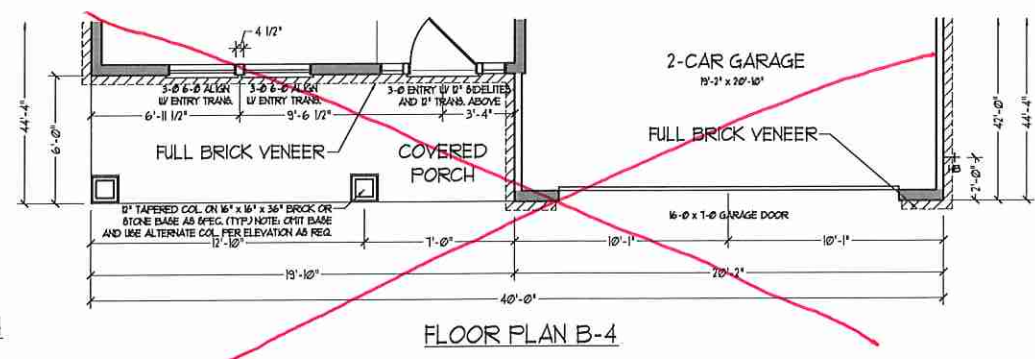 4 1/2"
2-CAR GARAGE
19'-2" x 20'-10"
3-0 6-0 ALIGN
W/ ENTRY TRANS.
3-0 6-0 ALIGN
W/ ENTRY TRANS.
3-0 ENTRY W/ 12" SIDELITES
AND 12" TRANS. ABOVE
6'-11 1/2"
9'-6 1/2"
3'-4"
44'-4"
6'-0"
FULL BRICK VENEER
COVERED
PORCH
FULL BRICK VENEER
42'-0"
44'-4"
HB
2'-0"
12" TAPERED COL. ON 16" x 16" x 36" BRICK OR
STONE BASE AS SPEC. (TYP.) NOTE: OMIT BASE
AND USE ALTERNATE COL. PER ELEVATION AS REQ.
16-0 x 7-0 GARAGE DOOR
12'-10"
7'-0"
10'-1"
10'-1"
19'-10"
20'-2"
40'-0"
FLOOR PLAN B-4